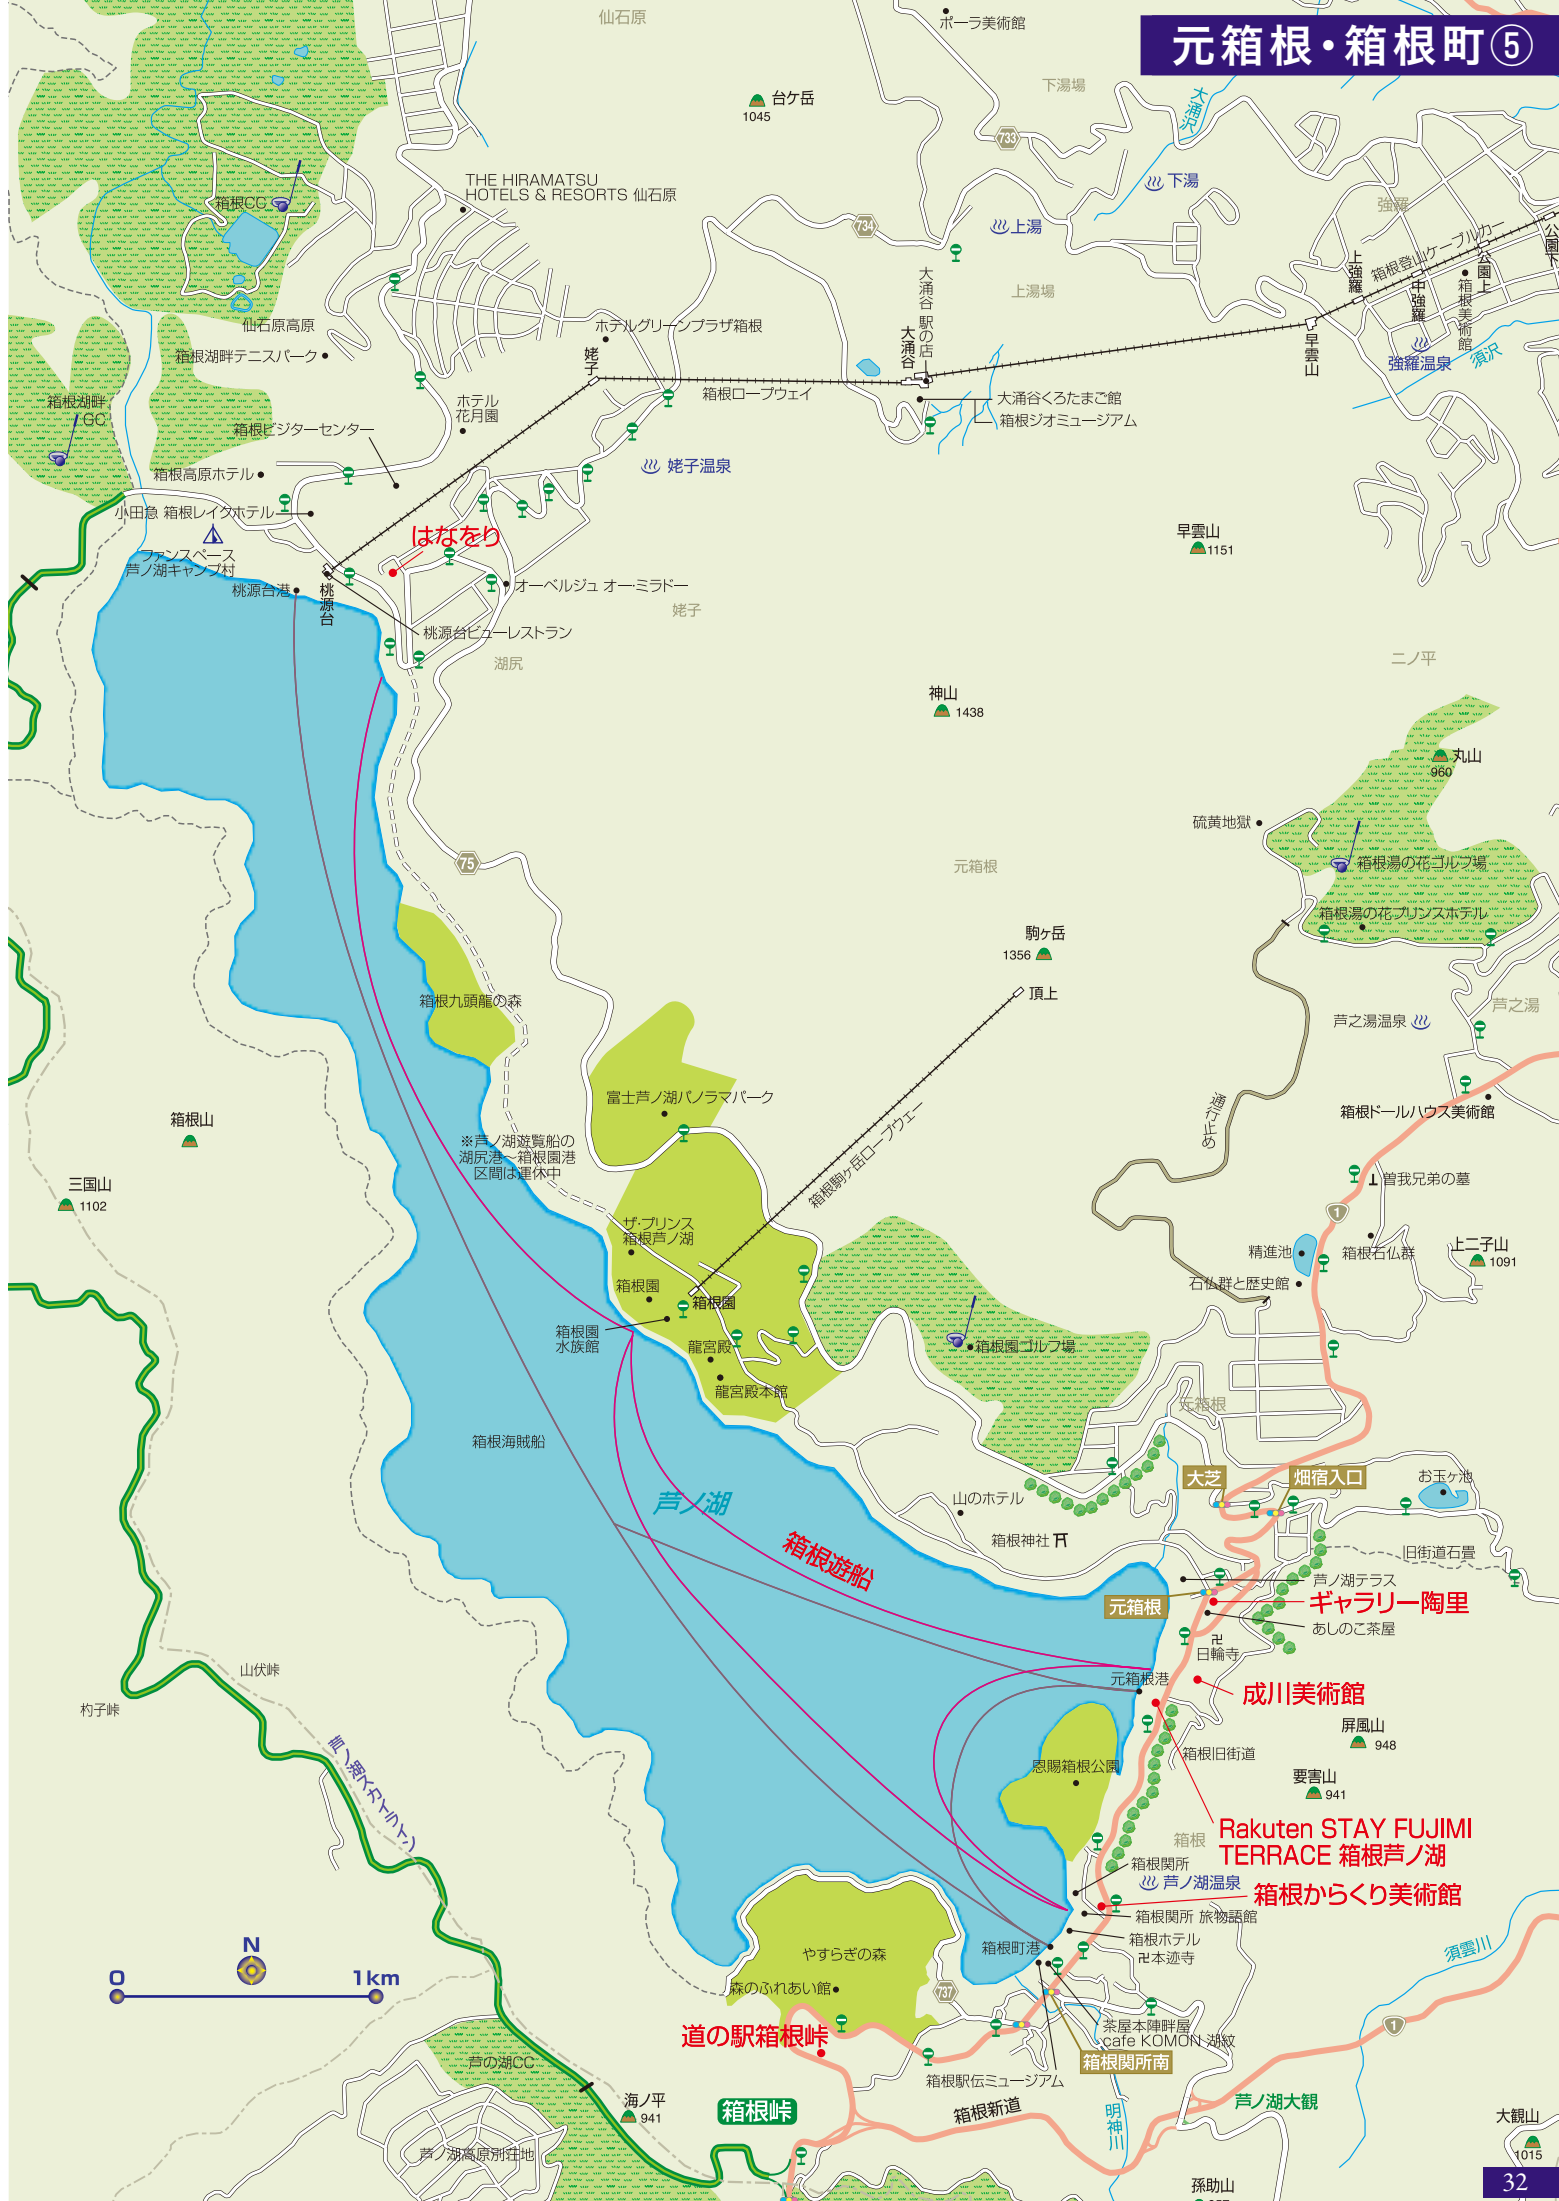 元箱根・箱根町⑤
仙石原
ポーラ美術館
下湯場
大涌沢
台ケ岳
1045
733
THE HIRAMATSU
HOTELS & RESORTS 仙石原
下湯
箱根CC
強羅
734
上湯
箱根登山ケーブルカー
公園下
上強羅
公園上
中強羅
箱根美術館
上湯場
大涌谷 駅の店
大涌谷
仙石原高原
ホテルグリーンプラザ箱根
箱根湖畔テニスパーク
姥子
早雲山
強羅温泉
須沢
箱根ロープウェイ
大涌谷くろたまご館
箱根ジオミュージアム
箱根湖畔
GC
ホテル
花月園
箱根ビジターセンター
箱根高原ホテル
姥子温泉
小田急 箱根レイクホテル
はなをり
早雲山
1151
ファンスペース
芦ノ湖キャンプ村
桃源台港
桃源台
オーベルジュ オー・ミラドー
姥子
桃源台ビューレストラン
湖尻
二ノ平
神山
1438
丸山
960
硫黄地獄
75
元箱根
箱根湯の花ゴルフ場
箱根湯の花プリンスホテル
駒ヶ岳
1356
頂上
箱根九頭龍の森
芦之湯
芦之湯温泉
富士芦ノ湖パノラマパーク
通行止め
箱根ドールハウス美術館
箱根山
※芦ノ湖遊覧船の
湖尻港～箱根園港
区間は運休中
箱根駒ヶ岳ロープウェー
三国山
1102
曽我兄弟の墓
1
ザ・プリンス
箱根芦ノ湖
精進池
箱根石仏群
上二子山
1091
石仏群と歴史館
箱根園
箱根園
箱根園
水族館
龍宮殿
箱根園ゴルフ場
龍宮殿本館
元箱根
箱根海賊船
大芝
畑宿入口
お玉ヶ池
芦ノ湖
山のホテル
箱根神社
箱根遊船
旧街道石畳
芦ノ湖テラス
元箱根
ギャラリー陶里
あしのこ茶屋
卍
日輪寺
山伏峠
元箱根港
成川美術館
杓子峠
屏風山
948
芦ノ湖スカイライン
箱根旧街道
恩賜箱根公園
要害山
941
Rakuten STAY FUJIMI
TERRACE 箱根芦ノ湖
箱根
箱根関所
芦ノ湖温泉
箱根からくり美術館
箱根関所 旅物語館
箱根ホテル
箱根町港
卍本迹寺
須雲川
N
0 1km
やすらぎの森
森のふれあい館
737
道の駅箱根峠
茶屋本陣畔屋
cafe KOMON 湖紋
箱根関所南
1
芦の湖CC
箱根駅伝ミュージアム
海ノ平
941
箱根峠
箱根新道
明神川
芦ノ湖大観
大観山
1015
芦ノ湖高原別荘地
孫助山
32